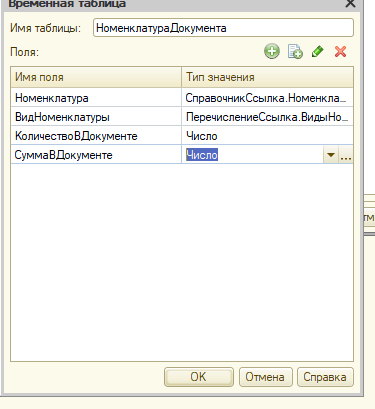 Временная таблица
Имя таблицы: НоменклатураДокумента
Поля:
Имя поля Тип значения
Номенклатура СправочникСсылка.Номенкла...
ВидНоменклатуры ПеречислениеСсылка.ВидыНо...
КоличествоВДокументе Число
СуммаВДокументе Число ...
OK Отмена Справка